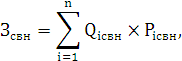 З_свн = ∑_{i=1}^{n} Q_iсвн × P_iсвн,